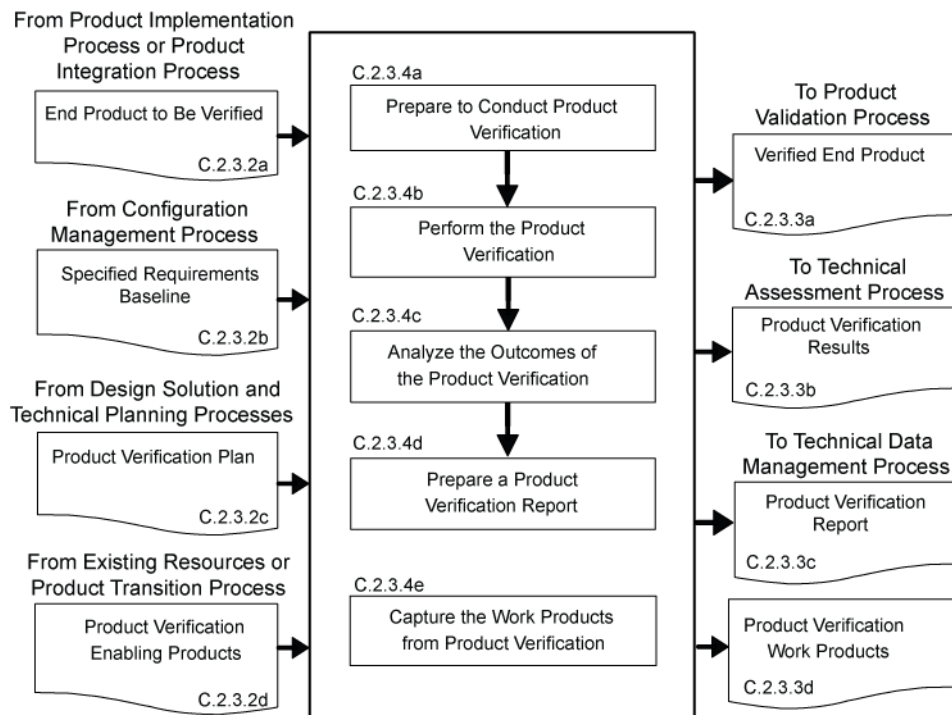 From Product Implementation
Process or Product
Integration Process
End Product to Be Verified
C.2.3.2a
From Configuration
Management Process
Specified Requirements
Baseline
C.2.3.2b
From Design Solution and
Technical Planning Processes
Product Verification Plan
C.2.3.2c
From Existing Resources or
Product Transition Process
Product Verification
Enabling Products
C.2.3.2d
C.2.3.4a
Prepare to Conduct Product
Verification
C.2.3.4b
Perform the Product
Verification
C.2.3.4c
Analyze the Outcomes of
the Product Verification
C.2.3.4d
Prepare a Product
Verification Report
C.2.3.4e
Capture the Work Products
from Product Verification
To Product
Validation Process
Verified End Product
C.2.3.3a
To Technical
Assessment Process
Product Verification
Results
C.2.3.3b
To Technical Data
Management Process
Product Verification
Report
C.2.3.3c
Product Verification
Work Products
C.2.3.3d